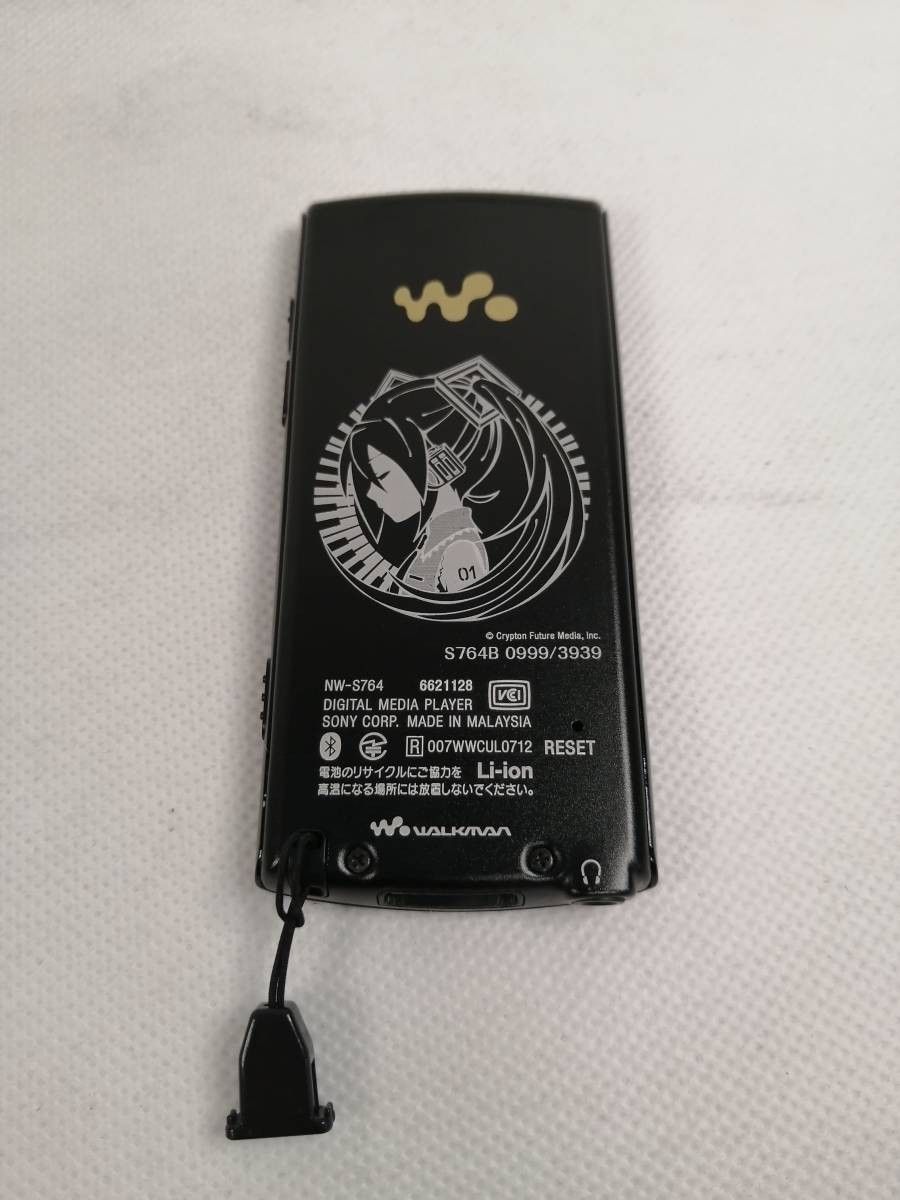 01
© Crypton Future Media, Inc.
S764B 0999/3939
NW-S764 6621128 VCI
DIGITAL MEDIA PLAYER
SONY CORP. MADE IN MALAYSIA
R 007WWCUL0712 RESET
電池のリサイクルにご協力を Li-ion
高温になる場所には放置しないでください。
WALKMAN